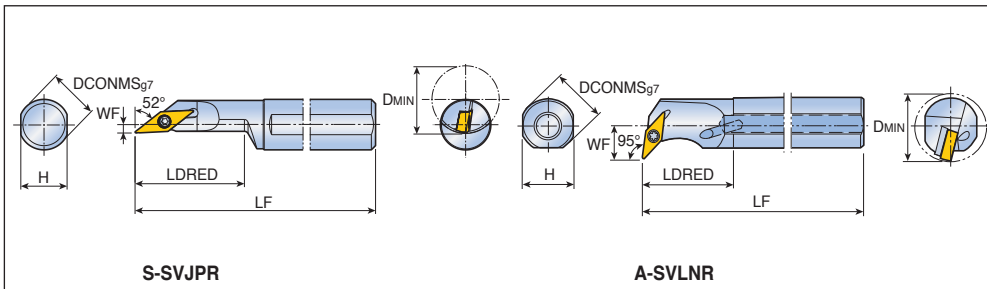 DCONMSg7
WF
52°
H
LDRED
LF
DMIN
S-SVJPR
DCONMSg7
WF
95°
H
LDRED
LF
DMIN
A-SVLNR